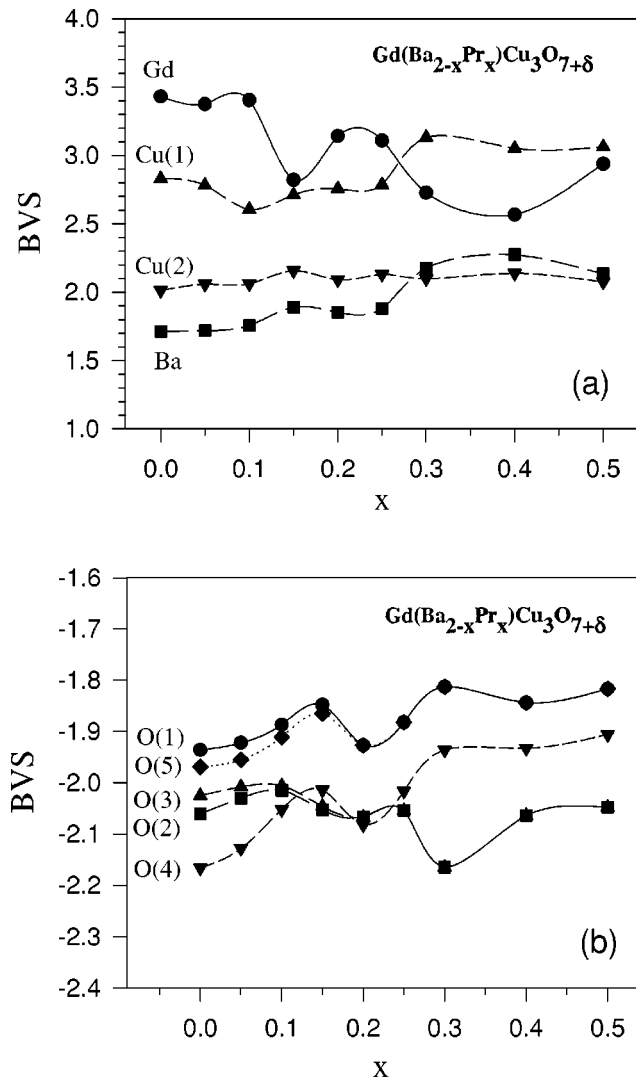 4.0
3.5
3.0
2.5
2.0
1.5
1.0
BVS
Gd(Ba2-xPrx)Cu3O7+δ
Gd
Cu(1)
Cu(2)
Ba
(a)
0.0 0.1 0.2 0.3 0.4 0.5
x
-1.6
-1.7
-1.8
-1.9
-2.0
-2.1
-2.2
-2.3
-2.4
BVS
Gd(Ba2-xPrx)Cu3O7+δ
O(1)
O(5)
O(3)
O(2)
O(4)
(b)
0.0 0.1 0.2 0.3 0.4 0.5
x